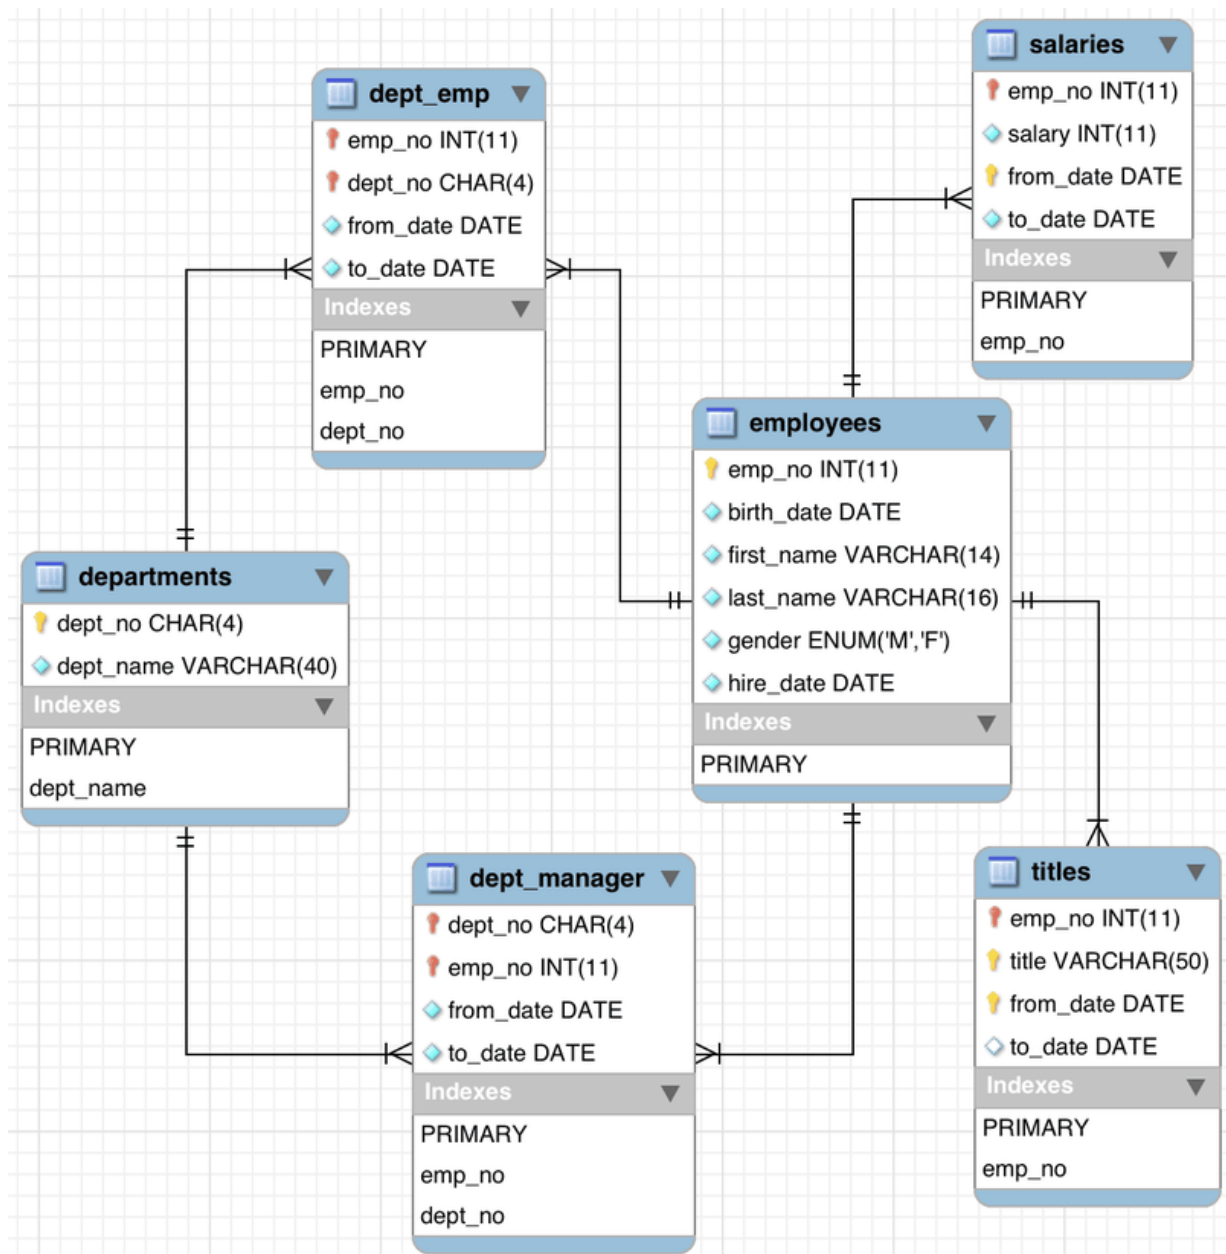 salaries
emp_no INT(11)
salary INT(11)
from_date DATE
to_date DATE
Indexes
PRIMARY
emp_no
dept_emp
emp_no INT(11)
dept_no CHAR(4)
from_date DATE
to_date DATE
Indexes
PRIMARY
emp_no
dept_no
employees
emp_no INT(11)
birth_date DATE
first_name VARCHAR(14)
last_name VARCHAR(16)
gender ENUM('M','F')
hire_date DATE
Indexes
PRIMARY
departments
dept_no CHAR(4)
dept_name VARCHAR(40)
Indexes
PRIMARY
dept_name
dept_manager
dept_no CHAR(4)
emp_no INT(11)
from_date DATE
to_date DATE
Indexes
PRIMARY
emp_no
dept_no
titles
emp_no INT(11)
title VARCHAR(50)
from_date DATE
to_date DATE
Indexes
PRIMARY
emp_no